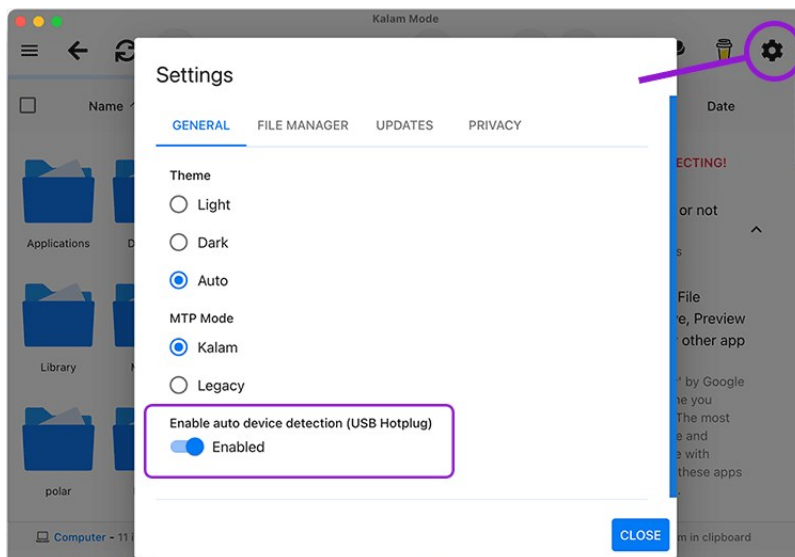 Kalam Mode
Settings
GENERAL FILE MANAGER UPDATES PRIVACY
Theme
Light
Dark
Auto
MTP Mode
Kalam
Legacy
Enable auto device detection (USB Hotplug)
Enabled
CLOSE
Name
Applications
Library
polar
Computer - 11
Date
ECTING!
or not
File
e, Preview
other app
by Google
you
The most
and
with
these apps
in clipboard